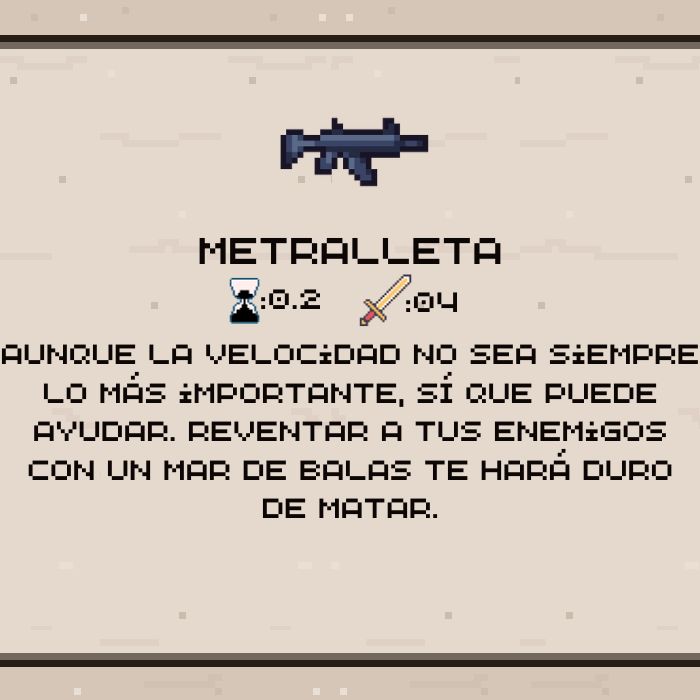 METRALLETA
:0.2 :04
AUNQUE LA VELOCiDAD NO SEA SiEMPRE
LO MÁS iMPORTANTE, SÍ QUE PUEDE
AYUDAR. REVENTAR A TUS ENEMiGOS
CON UN MAR DE BALAS TE HARÁ DURO
DE MATAR.